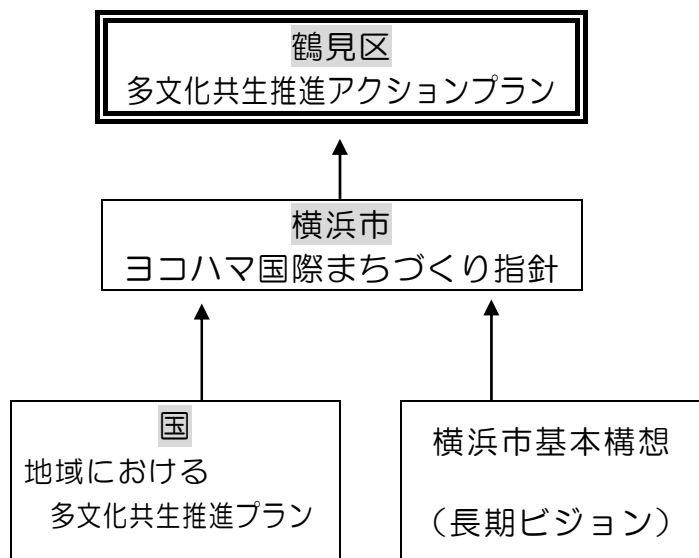 鶴見区
多文化共生推進アクションプラン
横浜市
ヨコハマ国際まちづくり指針
国
地域における
多文化共生推進プラン
横浜市基本構想
（長期ビジョン）